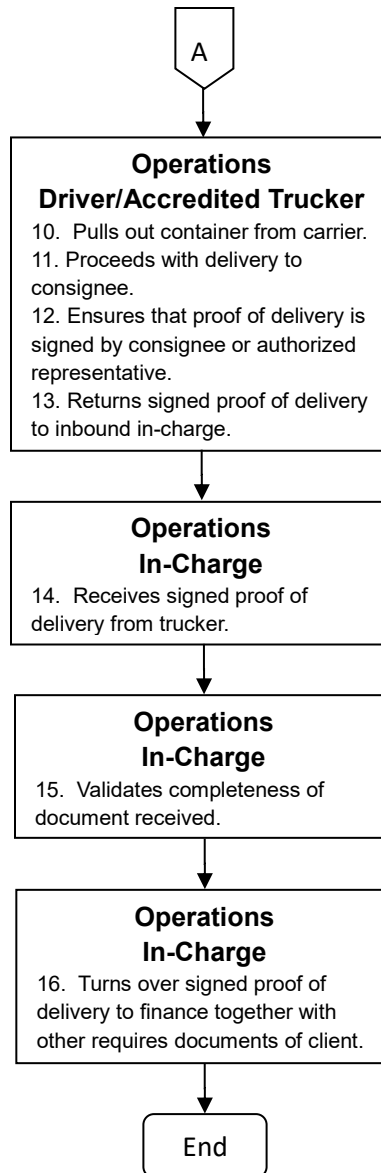 A
Operations
Driver/Accredited Trucker
10. Pulls out container from carrier.
11. Proceeds with delivery to
consignee.
12. Ensures that proof of delivery is
signed by consignee or authorized
representative.
13. Returns signed proof of delivery
to inbound in-charge.
Operations
In-Charge
14. Receives signed proof of
delivery from trucker.
Operations
In-Charge
15. Validates completeness of
document received.
Operations
In-Charge
16. Turns over signed proof of
delivery to finance together with
other requires documents of client.
End